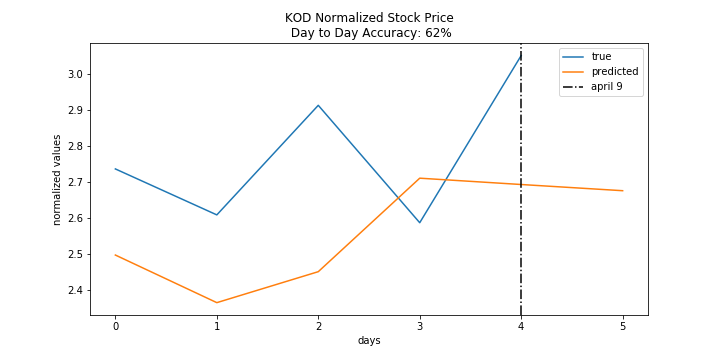 KOD Normalized Stock Price
Day to Day Accuracy: 62%
true
predicted
april 9
normalized values
3.0
2.9
2.8
2.7
2.6
2.5
2.4
0 1 2 3 4 5
days